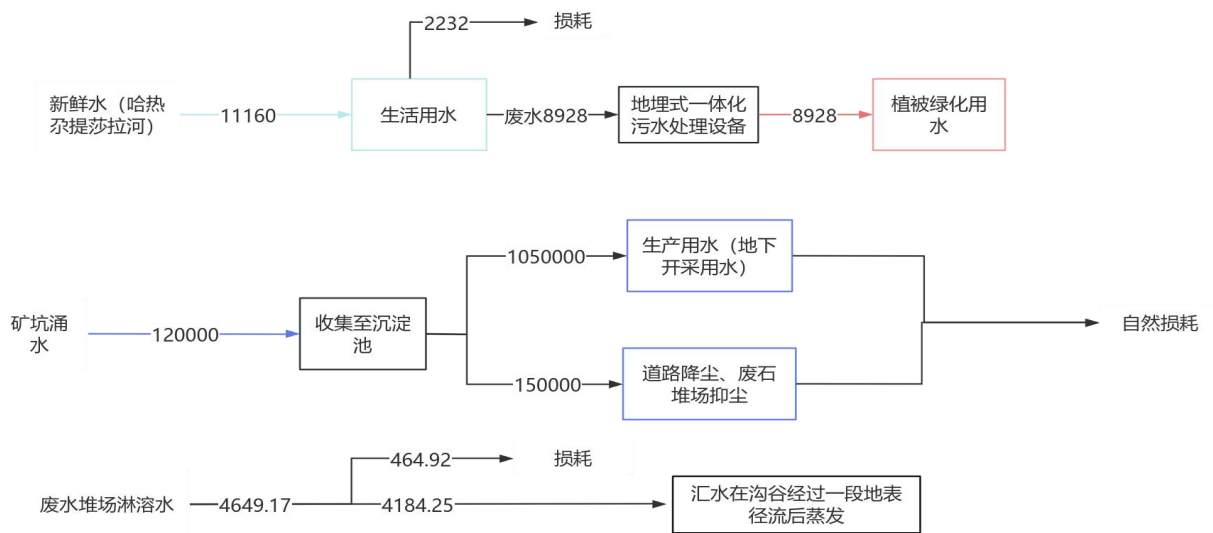 2232
损耗
新鲜水（哈热
尕提莎拉河）
11160
生活用水
废水8928
地埋式一体化
污水处理设备
8928
植被绿化用
水
1050000
生产用水（地下
开采用水）
矿坑涌
水
120000
收集至沉淀
池
自然损耗
150000
道路降尘、废石
堆场抑尘
464.92
损耗
废水堆场淋溶水
4649.17
4184.25
汇水在沟谷经过一段地表
径流后蒸发